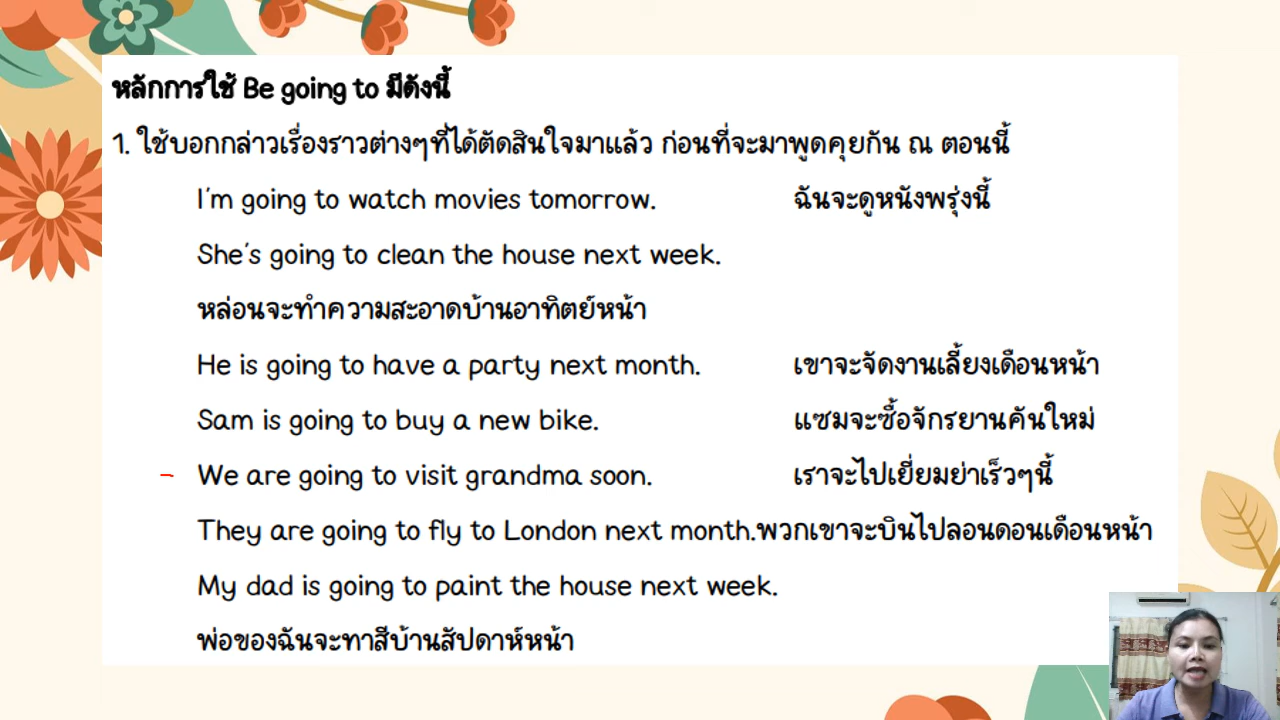 หลักการใช้ Be going to มีดังนี้
1. ใช้บอกกล่าวเรื่องราวต่างๆที่ได้ตัดสินใจมาแล้ว ก่อนที่จะมาพูดคุยกัน ณ ตอนนี้
I'm going to watch movies tomorrow. ฉันจะดูหนังพรุ่งนี้
She's going to clean the house next week.
หล่อนจะทำความสะอาดบ้านอาทิตย์หน้า
He is going to have a party next month. เขาจะจัดงานเลี้ยงเดือนหน้า
Sam is going to buy a new bike. แซมจะซื้อจักรยานคันใหม่
We are going to visit grandma soon. เราจะไปเยี่ยมย่าเร็วๆนี้
They are going to fly to London next month.พวกเขาจะบินไปลอนดอนเดือนหน้า
My dad is going to paint the house next week.
พ่อของฉันจะทาสีบ้านสัปดาห์หน้า